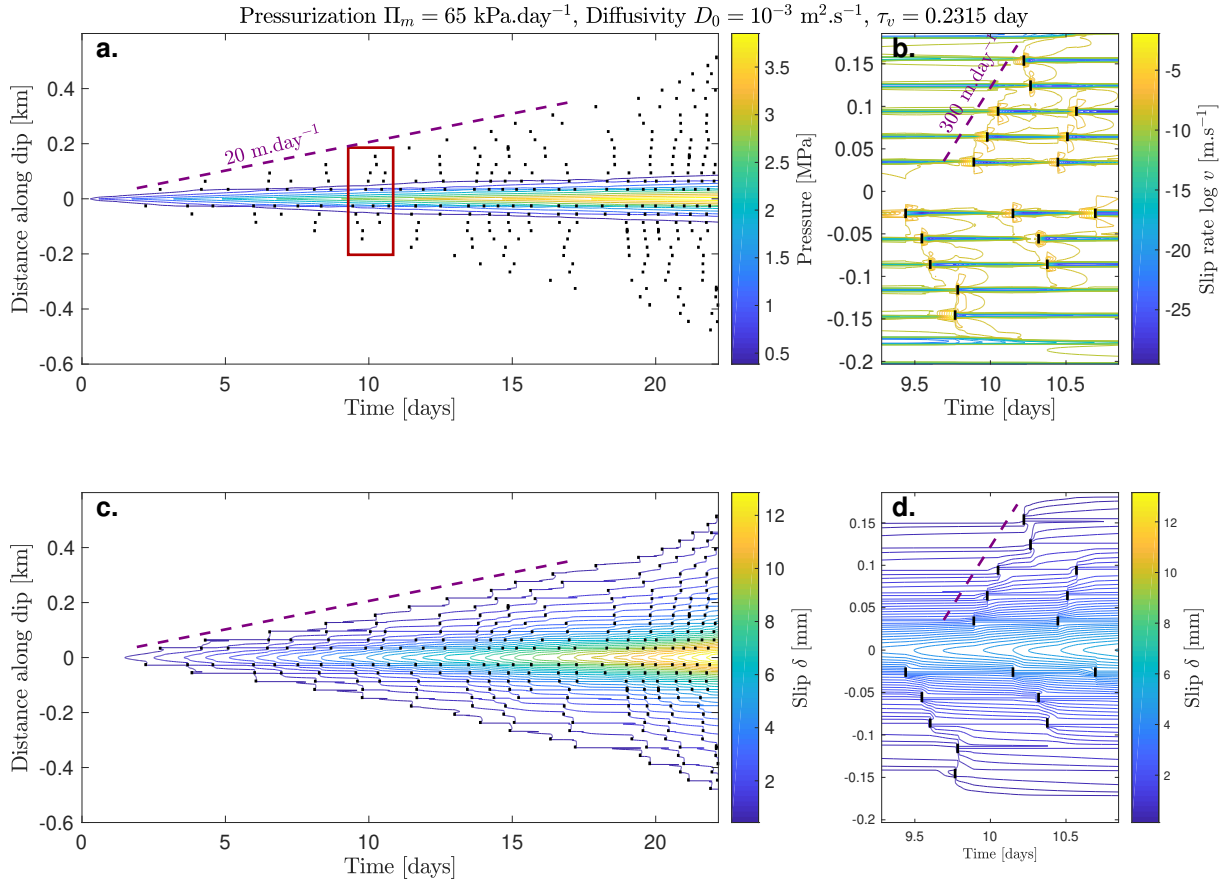 Pressurization Πm = 65 kPa.day⁻¹, Diffusivity D₀ = 10⁻³ m².s⁻¹, τᵥ = 0.2315 day
a.
Distance along dip [km]
0.4
0.2
0
-0.2
-0.4
-0.6
0 5 10 15 20
Time [days]
20 m.day⁻¹
3.5
3
2.5
2
1.5
1
0.5
Pressure [MPa]
b.
0.15
0.1
0.05
0
-0.05
-0.1
-0.15
-0.2
9.5 10 10.5
Time [days]
300 m.day⁻¹
-5
-10
-15
-20
-25
Slip rate log v [m.s⁻¹]
c.
Distance along dip [km]
0.4
0.2
0
-0.2
-0.4
-0.6
0 5 10 15 20
Time [days]
12
10
8
6
4
2
Slip δ [mm]
d.
0.15
0.1
0.05
0
-0.05
-0.1
-0.15
-0.2
9.5 10 10.5
Time [days]
12
10
8
6
4
2
Slip δ [mm]